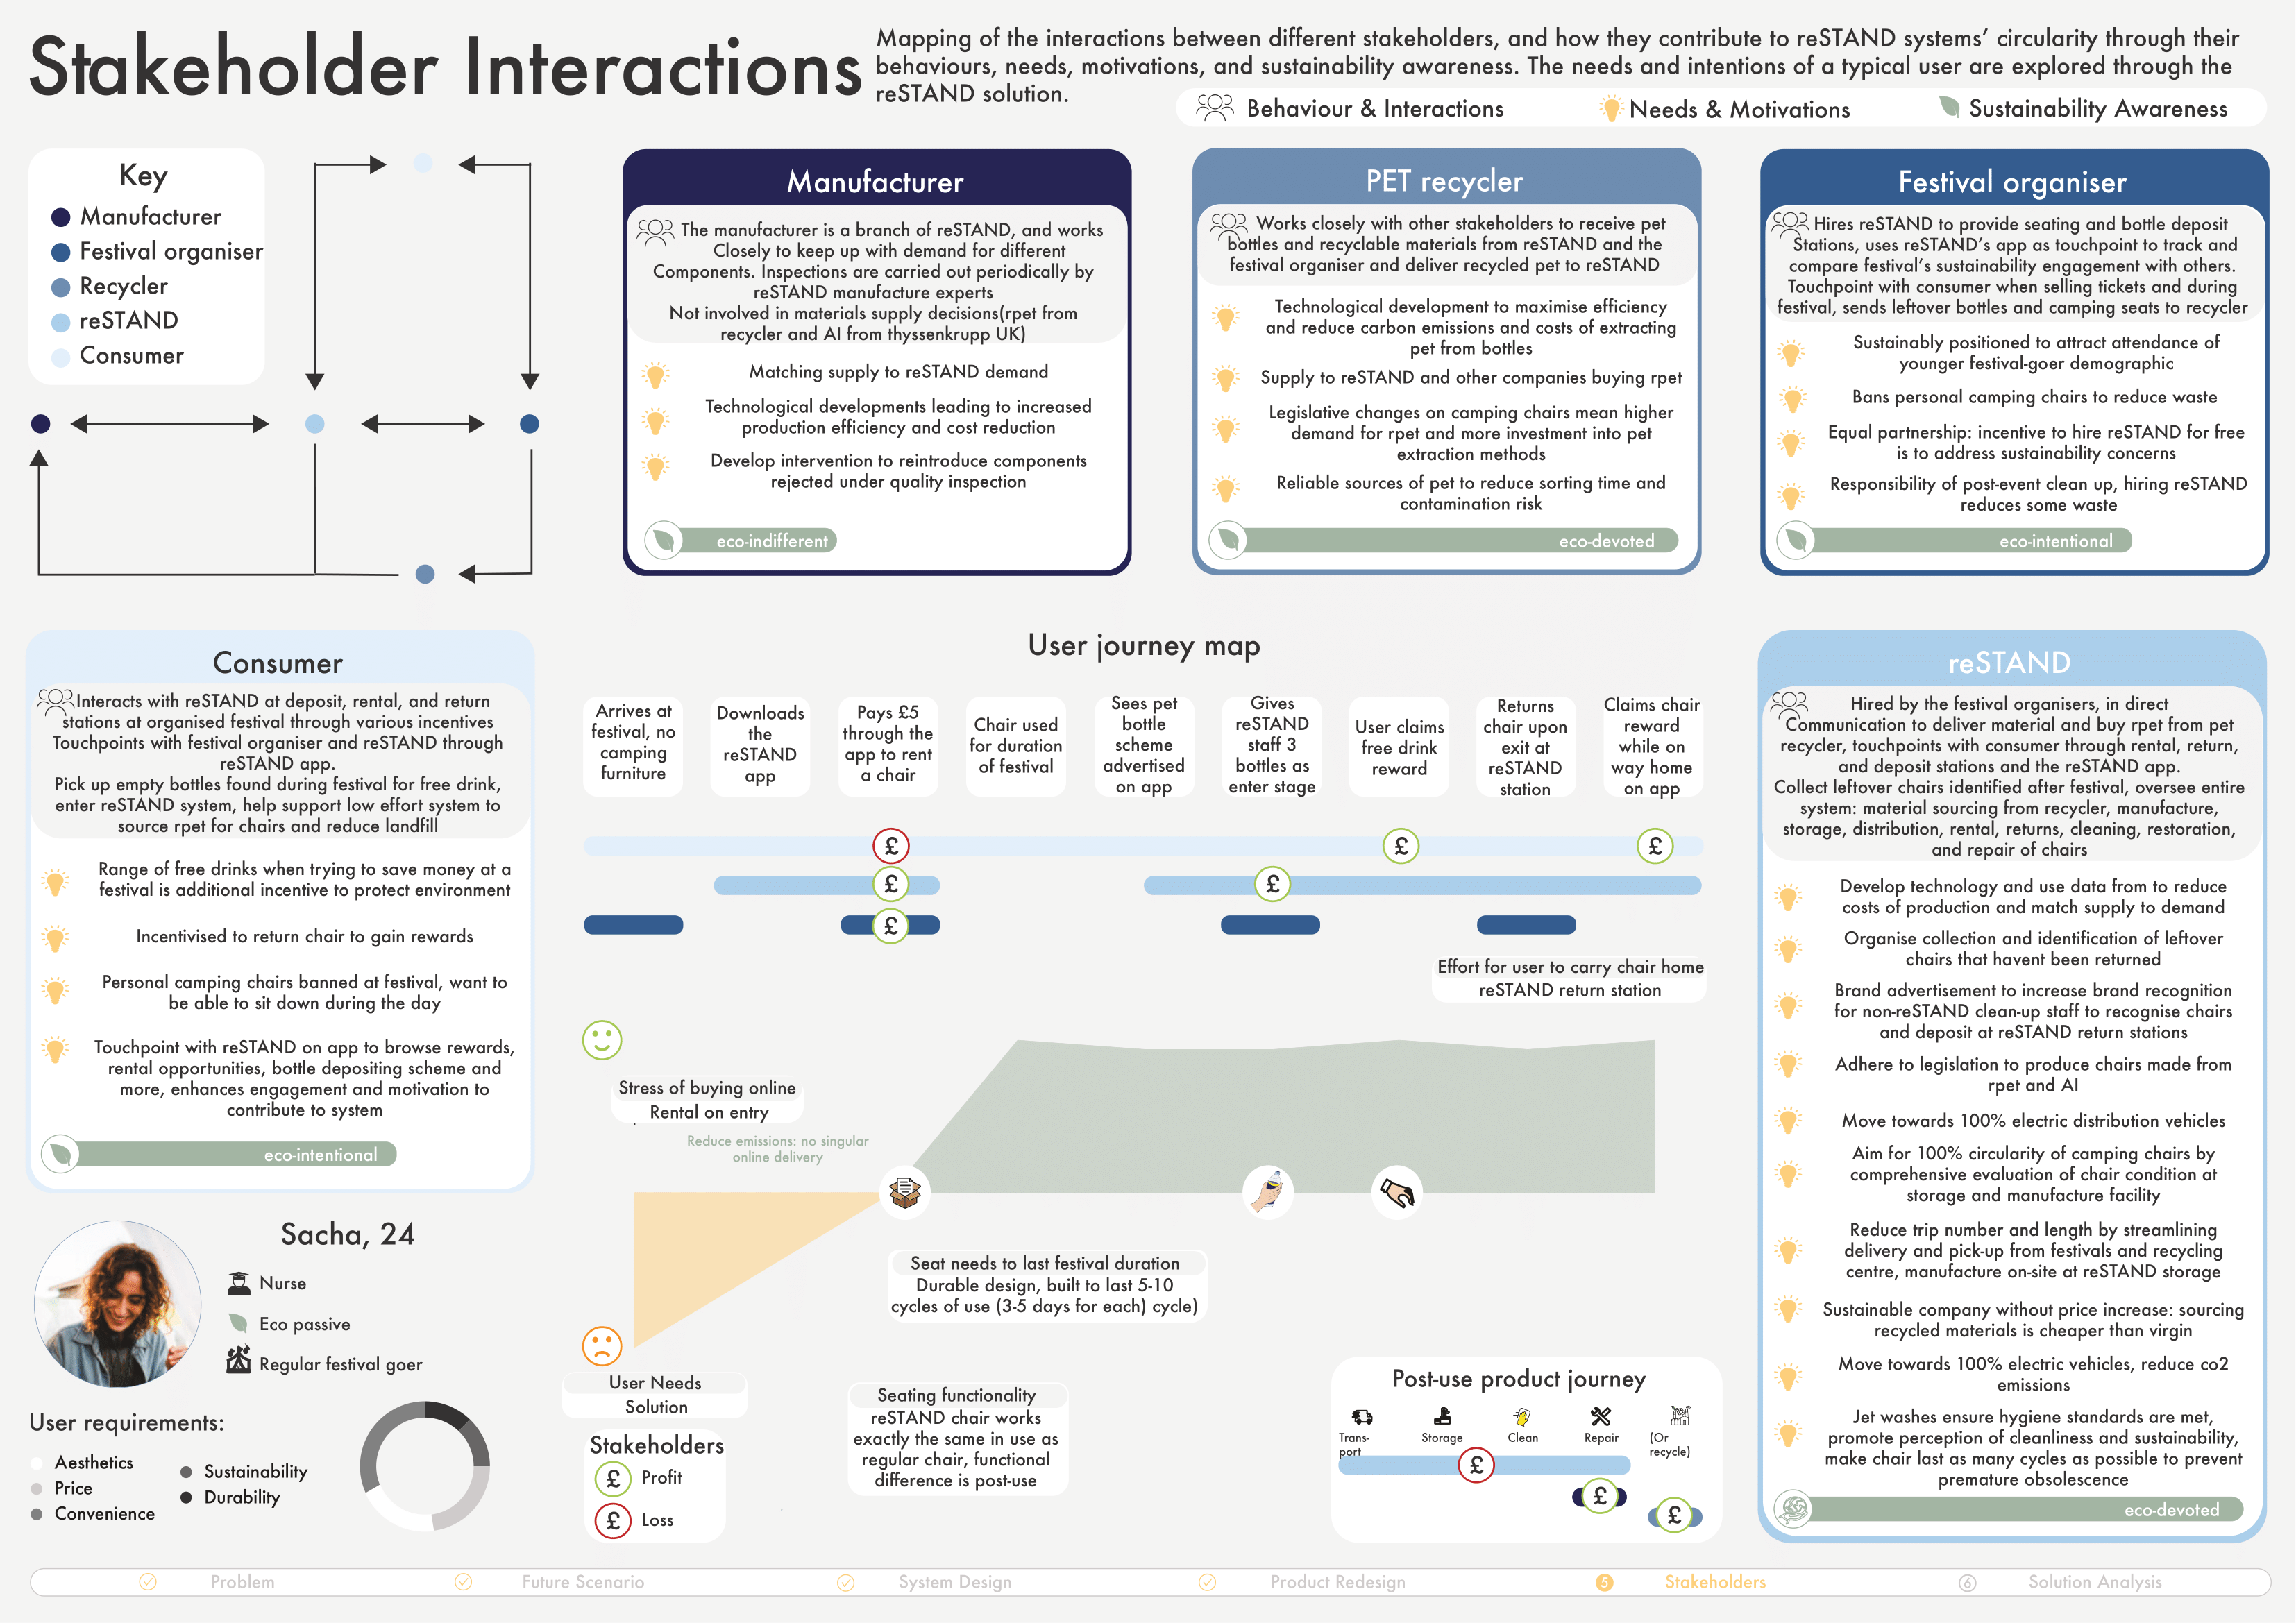 Stakeholder Interactions
Mapping of the interactions between different stakeholders, and how they contribute to reSTAND systems’ circularity through their
behaviours, needs, motivations, and sustainability awareness. The needs and intentions of a typical user are explored through the
reSTAND solution.
Behaviour & Interactions
Needs & Motivations
Sustainability Awareness
Key
Manufacturer
Festival organiser
Recycler
reSTAND
Consumer
Manufacturer
The manufacturer is a branch of reSTAND, and works
Closely to keep up with demand for different
Components. Inspections are carried out periodically by
reSTAND manufacture experts
Not involved in materials supply decisions(rpet from
recycler and AI from thyssenkrupp UK)
Matching supply to reSTAND demand
Technological developments leading to increased
production efficiency and cost reduction
Develop intervention to reintroduce components
rejected under quality inspection
eco-indifferent
PET recycler
Works closely with other stakeholders to receive pet
bottles and recyclable materials from reSTAND and the
festival organiser and deliver recycled pet to reSTAND
Technological development to maximise efficiency
and reduce carbon emissions and costs of extracting
pet from bottles
Supply to reSTAND and other companies buying rpet
Legislative changes on camping chairs mean higher
demand for rpet and more investment into pet
extraction methods
Reliable sources of pet to reduce sorting time and
contamination risk
eco-devoted
Festival organiser
Hires reSTAND to provide seating and bottle deposit
Stations, uses reSTAND’s app as touchpoint to track and
compare festival’s sustainability engagement with others.
Touchpoint with consumer when selling tickets and during
festival, sends leftover bottles and camping seats to recycler
Sustainably positioned to attract attendance of
younger festival-goer demographic
Bans personal camping chairs to reduce waste
Equal partnership: incentive to hire reSTAND for free
is to address sustainability concerns
Responsibility of post-event clean up, hiring reSTAND
reduces some waste
eco-intentional
Consumer
Interacts with reSTAND at deposit, rental, and return
stations at organised festival through various incentives
Touchpoints with festival organiser and reSTAND through
reSTAND app.
Pick up empty bottles found during festival for free drink,
enter reSTAND system, help support low effort system to
source rpet for chairs and reduce landfill
Range of free drinks when trying to save money at a
festival is additional incentive to protect environment
Incentivised to return chair to gain rewards
Personal camping chairs banned at festival, want to
be able to sit down during the day
Touchpoint with reSTAND on app to browse rewards,
rental opportunities, bottle depositing scheme and
more, enhances engagement and motivation to
contribute to system
eco-intentional
Sacha, 24
Nurse
Eco passive
Regular festival goer
User requirements:
Aesthetics
Price
Convenience
Sustainability
Durability
User journey map
Arrives at
festival, no
camping
furniture
Downloads
the
reSTAND
app
Pays £5
through the
app to rent
a chair
Chair used
for duration
of festival
Sees pet
bottle
scheme
advertised
on app
Gives
reSTAND
staff 3
bottles as
enter stage
User claims
free drink
reward
Returns
chair upon
exit at
reSTAND
station
Claims chair
reward
while on
way home
on app
£
£
£
£
£
£
Effort for user to carry chair home
reSTAND return station
Stress of buying online
Rental on entry
Reduce emissions: no singular
online delivery
Seat needs to last festival duration
Durable design, built to last 5-10
cycles of use (3-5 days for each) cycle)
User Needs
Solution
Seating functionality
reSTAND chair works
exactly the same in use as
regular chair, functional
difference is post-use
Stakeholders
£ Profit
£ Loss
Post-use product journey
Trans-
port
Storage
Clean
Repair
(Or
recycle)
£
£
£
reSTAND
Hired by the festival organisers, in direct
Communication to deliver material and buy rpet from pet
recycler, touchpoints with consumer through rental, return,
and deposit stations and the reSTAND app.
Collect leftover chairs identified after festival, oversee entire
system: material sourcing from recycler, manufacture,
storage, distribution, rental, returns, cleaning, restoration,
and repair of chairs
Develop technology and use data from to reduce
costs of production and match supply to demand
Organise collection and identification of leftover
chairs that havent been returned
Brand advertisement to increase brand recognition
for non-reSTAND clean-up staff to recognise chairs
and deposit at reSTAND return stations
Adhere to legislation to produce chairs made from
rpet and AI
Move towards 100% electric distribution vehicles
Aim for 100% circularity of camping chairs by
comprehensive evaluation of chair condition at
storage and manufacture facility
Reduce trip number and length by streamlining
delivery and pick-up from festivals and recycling
centre, manufacture on-site at reSTAND storage
Sustainable company without price increase: sourcing
recycled materials is cheaper than virgin
Move towards 100% electric vehicles, reduce co2
emissions
Jet washes ensure hygiene standards are met,
promote perception of cleanliness and sustainability,
make chair last as many cycles as possible to prevent
premature obsolescence
eco-devoted
Problem
Future Scenario
System Design
Product Redesign
5 Stakeholders
6 Solution Analysis